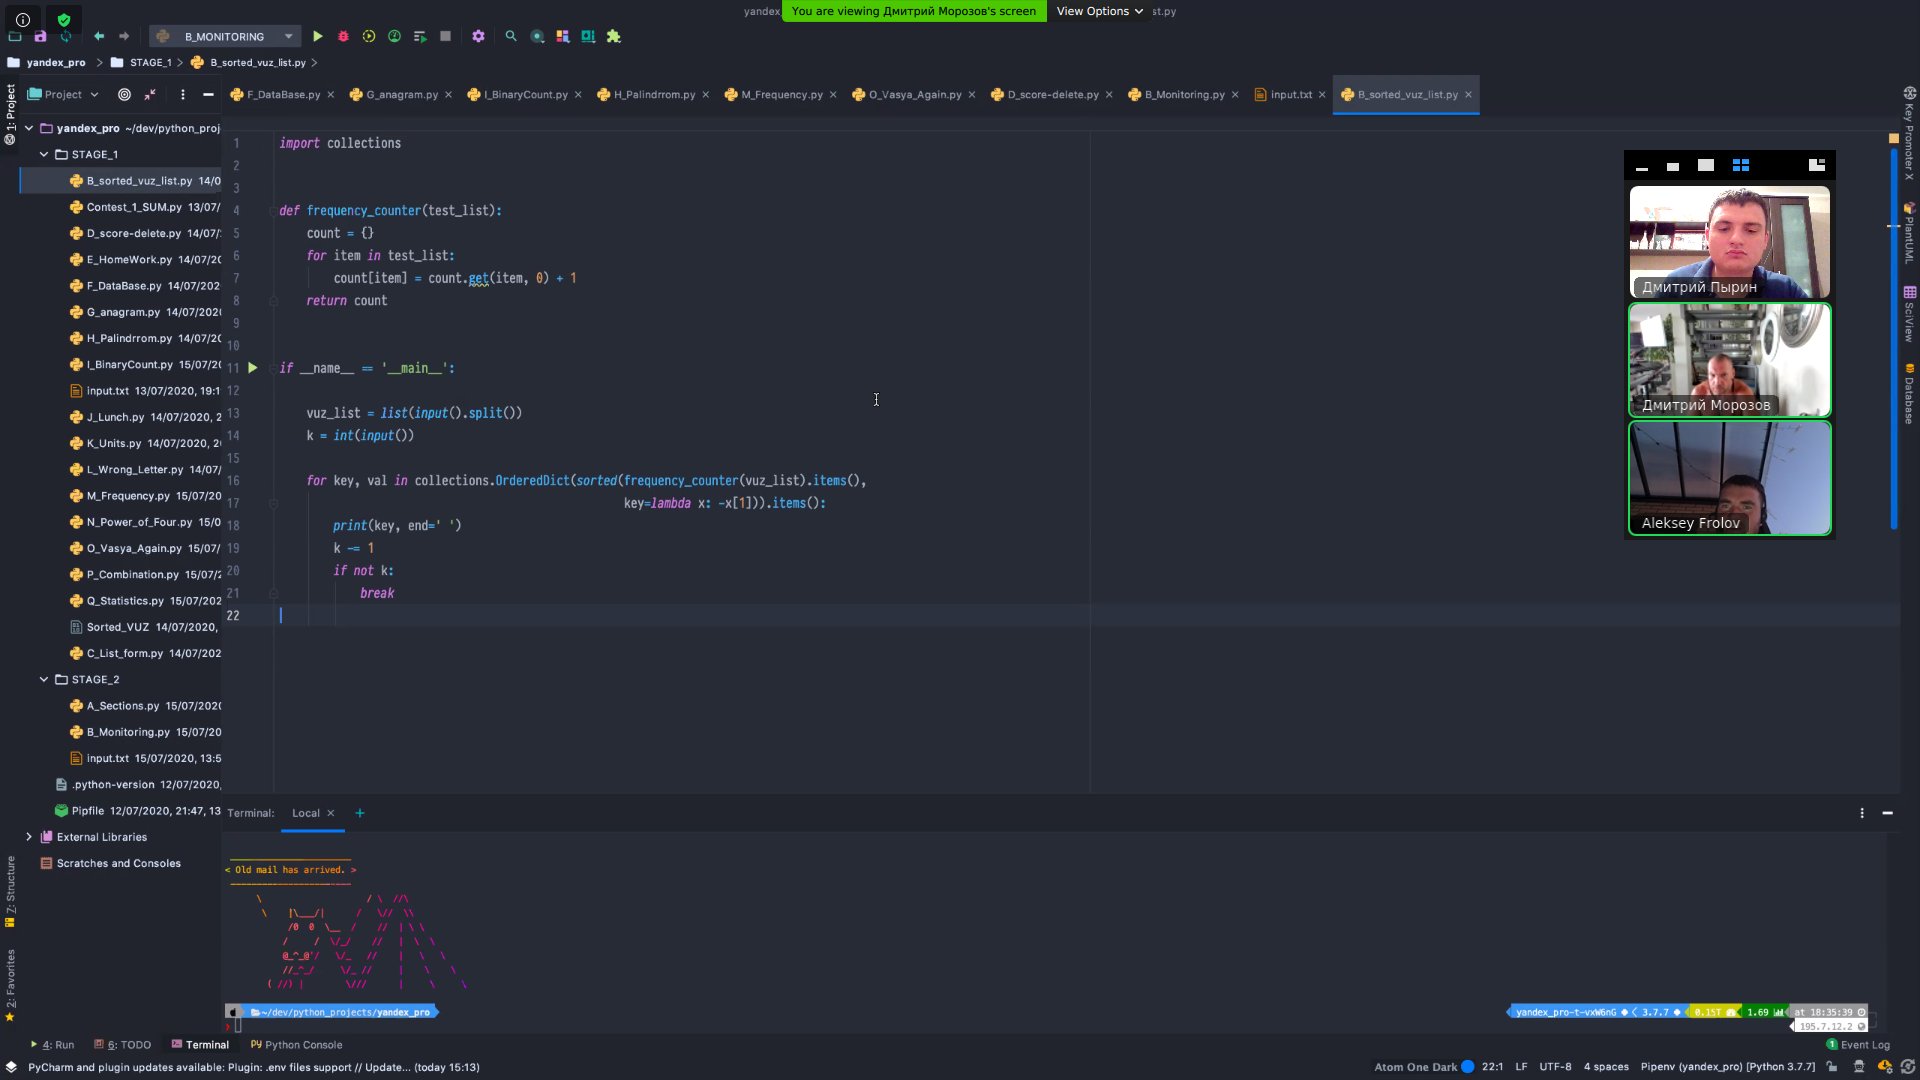 You are viewing Дмитрий Морозов's screen
View Options
yandex
st.py
B_MONITORING
yandex_pro
STAGE_1
B_sorted_vuz_list.py
Project
F_DataBase.py
G_anagram.py
I_BinaryCount.py
H_Palindrrom.py
M_Frequency.py
O_Vasya_Again.py
D_score-delete.py
B_Monitoring.py
input.txt
B_sorted_vuz_list.py
1: Project
yandex_pro ~/dev/python_proj
STAGE_1
B_sorted_vuz_list.py 14/0
Contest_1_SUM.py 13/07/
D_score-delete.py 14/07/
E_HomeWork.py 14/07/20
F_DataBase.py 14/07/202
G_anagram.py 14/07/202
H_Palindrrom.py 14/07/20
I_BinaryCount.py 15/07/20
input.txt 13/07/2020, 19:1
J_Lunch.py 14/07/2020, 2
K_Units.py 14/07/2020, 2
L_Wrong_Letter.py 14/07/
M_Frequency.py 15/07/20
N_Power_of_Four.py 15/0
O_Vasya_Again.py 15/07/
P_Combination.py 15/07/2
Q_Statistics.py 15/07/202
Sorted_VUZ 14/07/2020,
C_List_form.py 14/07/202
STAGE_2
A_Sections.py 15/07/2020
B_Monitoring.py 15/07/20
input.txt 15/07/2020, 13:5
.python-version 12/07/2020,
Pipfile 12/07/2020, 21:47, 13
External Libraries
Scratches and Consoles
7: Structure
2: Favorites
1 import collections
2
3
4 def frequency_counter(test_list):
5 count = {}
6 for item in test_list:
7 count[item] = count.get(item, 0) + 1
8 return count
9
10
11 if __name__ == '__main__':
12
13 vuz_list = list(input().split())
14 k = int(input())
15
16 for key, val in collections.OrderedDict(sorted(frequency_counter(vuz_list).items(),
17 key=lambda x: -x[1])).items():
18 print(key, end=' ')
19 k -= 1
20 if not k:
21 break
22
Дмитрий Пырин
Дмитрий Морозов
Aleksey Frolov
Key Promoter X
PlantUML
SciView
Database
Terminal:
Local
< Old mail has arrived. >
~/dev/python_projects/yandex_pro
yandex_pro-t-vxW6nG
3.7.7
0.15T
1.69
at 18:35:39
195.7.12.2
4: Run
6: TODO
Terminal
Python Console
1 Event Log
PyCharm and plugin updates available: Plugin: .env files support // Update... (today 15:13)
Atom One Dark
22:1
LF
UTF-8
4 spaces
Pipenv (yandex_pro) [Python 3.7.7]